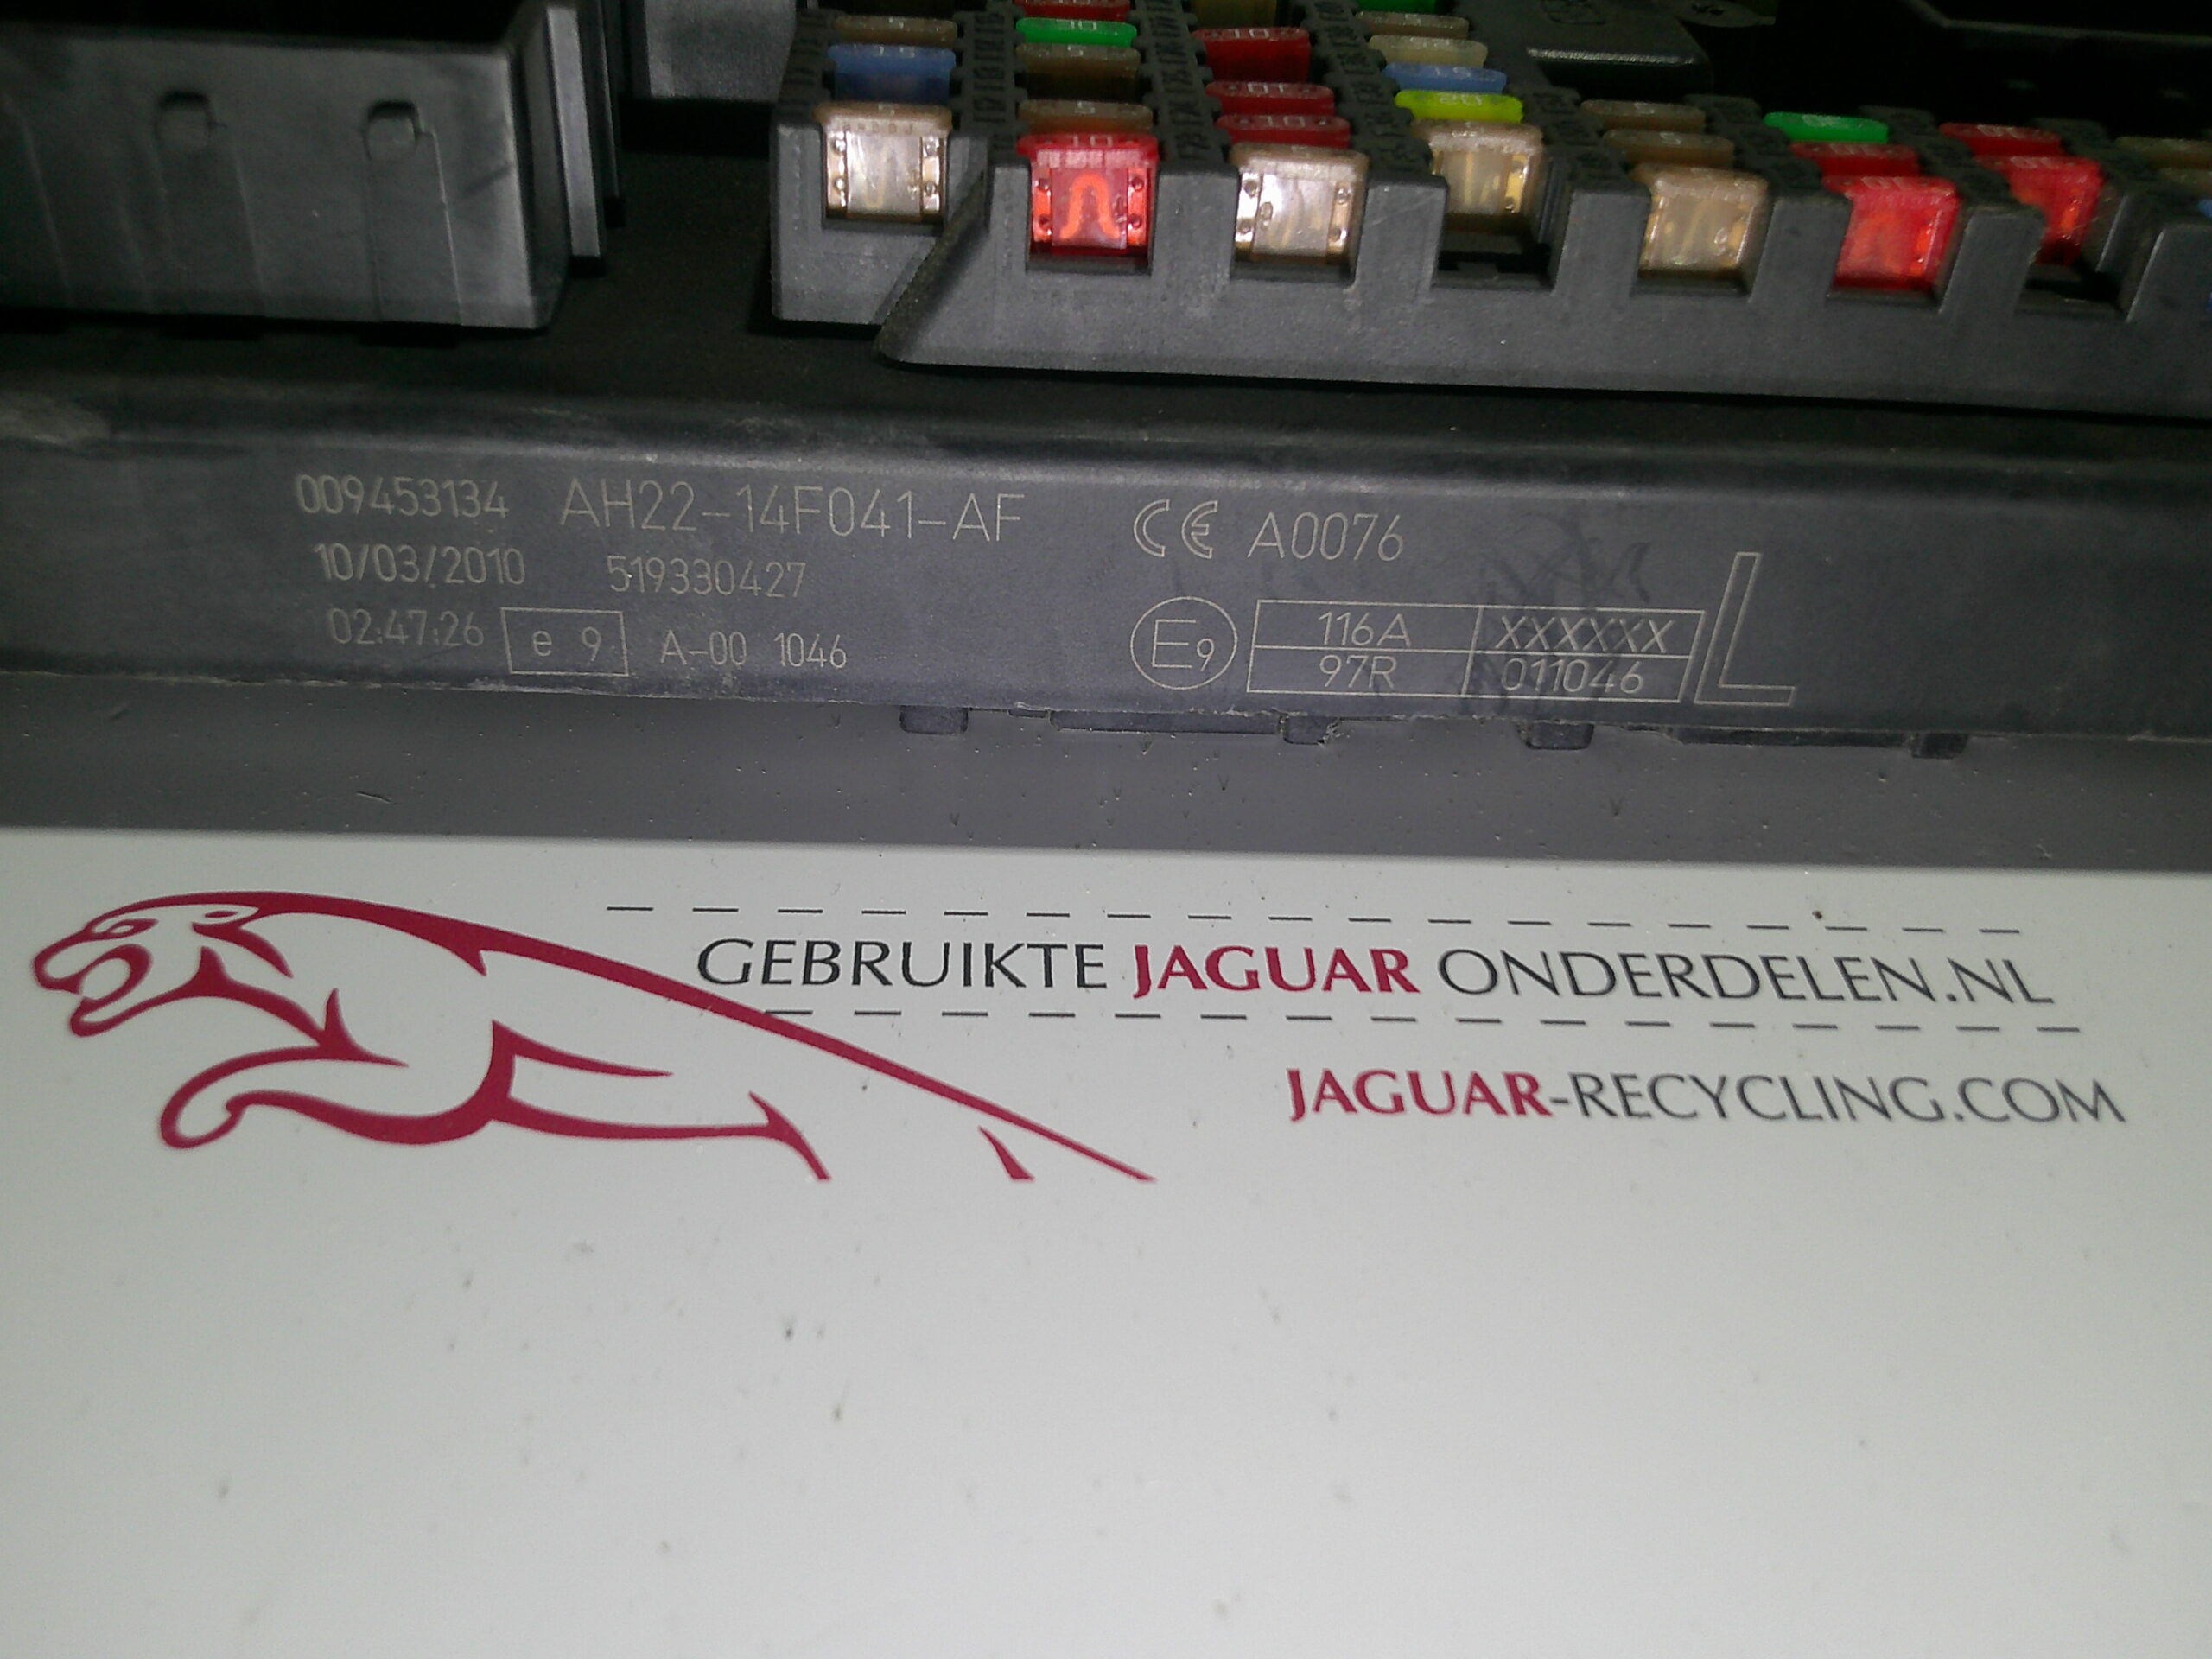 009453134 AH22-14F041-AF CE A0076
10/03/2010 519330427
02:47:26 e 9 A-00 1046
E9 116A XXXXXX L
97R 011046
GEBRUIKTE JAGUAR ONDERDELEN.NL
JAGUAR-RECYCLING.COM